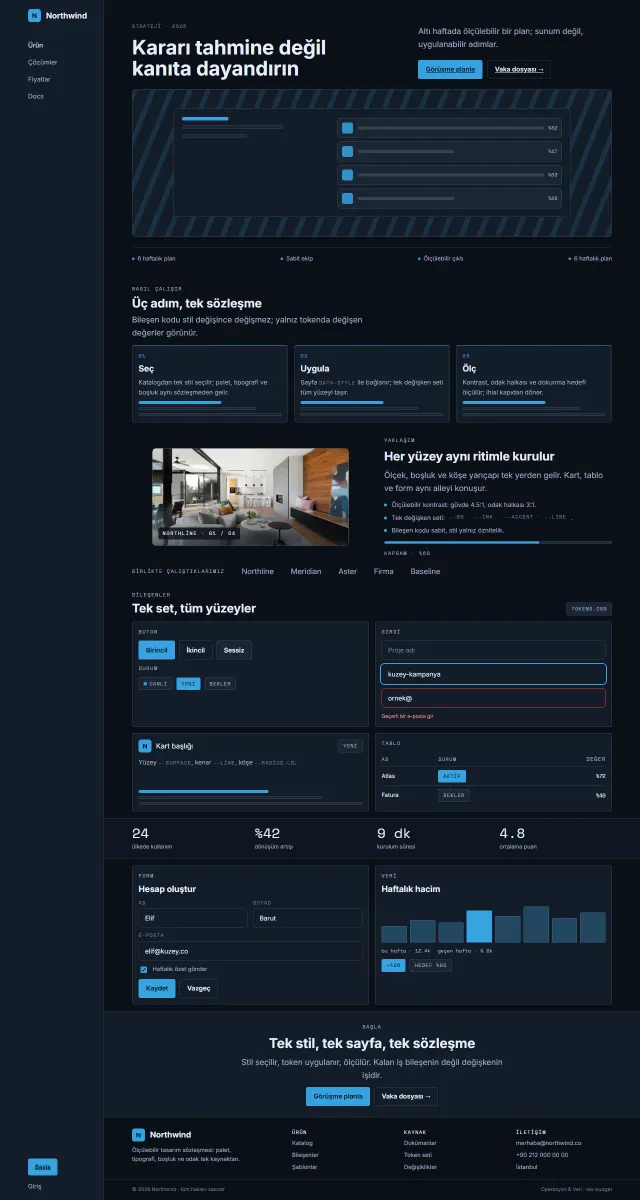 N Northwind
Ürün
Çözümler
Fiyatlar
Docs
Başla
Giriş
STRATEJİ · 2026
Kararı tahmine değil
kanıta dayandırın
Altı haftada ölçülebilir bir plan; sunum değil,
uygulanabilir adımlar.
Görüşme planla
Vaka dosyası →
%47
6 haftalık plan
Sabit ekip
Ölçülebilir çıktı
6 haftalık plan
NASIL ÇALIŞIR
Üç adım, tek sözleşme
Bileşen kodu stil değişince değişmez; yalnız tokenda değişen
değerler görünür.
01
Seç
Katalogdan tek stil seçilir; palet, tipografi ve
boşluk aynı sözleşmeden gelir.
02
Uygula
Sayfa DATA-STYLE ile bağlanır; tek değişken seti
tüm yüzeyi taşır.
03
Ölç
Kontrast, odak halkası ve dokunma hedefi
ölçülür; ihlal kapıdan döner.
NORTHLINE · 01 / 04
YAKLAŞIM
Her yüzey aynı ritimle kurulur
Ölçek, boşluk ve köşe yarıçapı tek yerden gelir. Kart, tablo
ve form aynı aileyi konuşur.
Ölçülebilir kontrast: gövde 4.5:1, odak halkası 3:1.
Tek değişken seti: --BG · --INK · --ACCENT · --LINE .
Bileşen kodu sabit, stil yalnız öznitelik.
BIRLIKTE ÇALIŞTIKLARIMIZ
Northline
Meridian
Aster
Firma
Baseline
BİLEŞENLER
Tek set, tüm yüzeyler
TOKENS.CSS
BUTON
Birincil
İkincil
Sessiz
DURUM
CANLI
YENİ
BEKLER
GİRDİ
Proje adı
kuzey-kampanya
ornek@
Geçerli bir e-posta gir
N Kart başlığı
YENİ
Yüzey --SURFACE, kenar --LINE, köşe --RADIUS-LG.
TABLO
AD DURUM DEĞER
Atlas AKTİF %72
Fatura BEKLER %40
24
ülkede kullanım
%42
dönüşüm artışı
9 dk
kurulum süresi
4.8
ortalama puan
FORM
Hesap oluştur
AD
Elif
SOYAD
Barut
E-POSTA
elif@kuzey.co
Haftalık özet gönder
Kaydet
Vazgeç
VERİ
Haftalık hacim
bu hafta · 12.4k geçen hafta · 9.8k
HEDEF %80
BAŞLA
Tek stil, tek sayfa, tek sözleşme
Stil seçilir, token uygulanır, ölçülür. Kalan iş bileşenin değil değişkenin
işidir.
Görüşme planla
Vaka dosyası →
N Northwind
Ölçülebilir tasarım sözleşmesi: palet,
tipografi, boşluk ve odak tek kaynaktan.
ÜRÜN
Katalog
Bileşenler
Şablonlar
KAYNAK
Dokümanlar
Token seti
Değişiklikler
İLETİŞİM
merhaba@northwind.co
+90 212 000 00 00
İstanbul
© 2026 Northwind · tüm hakları saklıdır
Operasyon & Veri